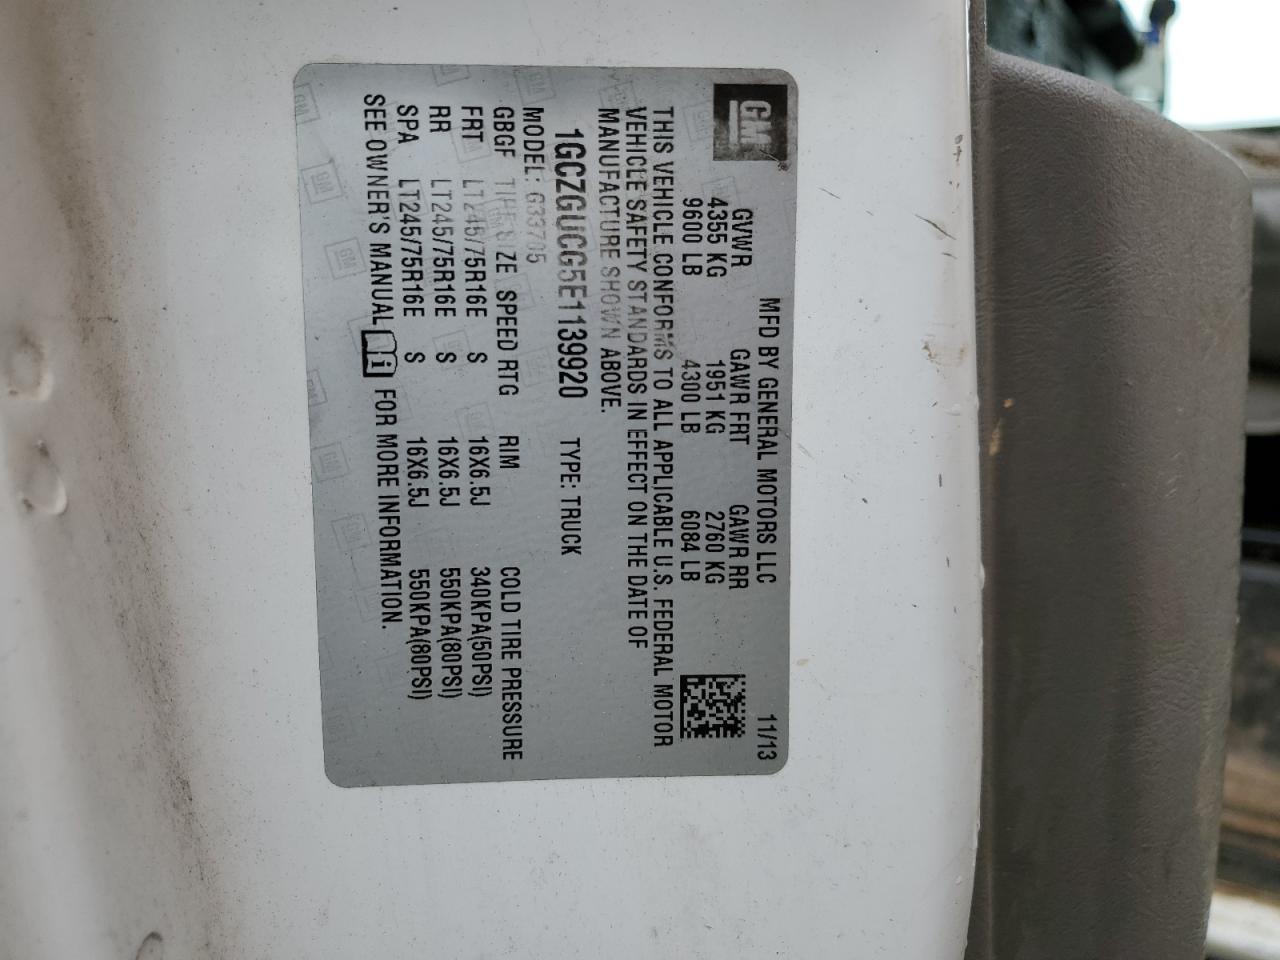 GM
MFD BY GENERAL MOTORS LLC 11/13
GVWR GAWR FRT GAWR RR
4355 KG 1951 KG 2760 KG
9600 LB 4300 LB 6084 LB
THIS VEHICLE CONFORMS TO ALL APPLICABLE U.S. FEDERAL MOTOR
VEHICLE SAFETY STANDARDS IN EFFECT ON THE DATE OF
MANUFACTURE SHOWN ABOVE.
1GCZGUCG5E1139920 TYPE: TRUCK
MODEL: G33705
GBGF TIRE SIZE SPEED RTG RIM COLD TIRE PRESSURE
FRT LT245/75R16E S 16X6.5J 340KPA(50PSI)
RR LT245/75R16E S 16X6.5J 550KPA(80PSI)
SPA LT245/75R16E S 16X6.5J 550KPA(80PSI)
SEE OWNER'S MANUAL i FOR MORE INFORMATION.